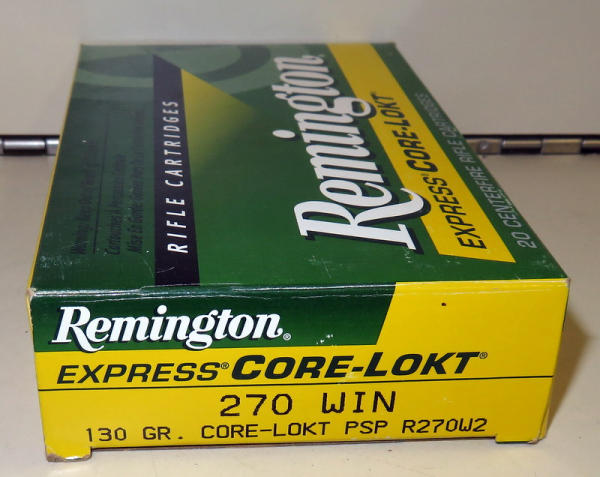 RIFLE CARTRIDGES
Remington®
EXPRESS® CORE-LOKT®
20 CENTERFIRE RIFLE CARTRIDGES
Remington®
EXPRESS® CORE-LOKT®
270 WIN
130 GR. CORE-LOKT PSP R270W2